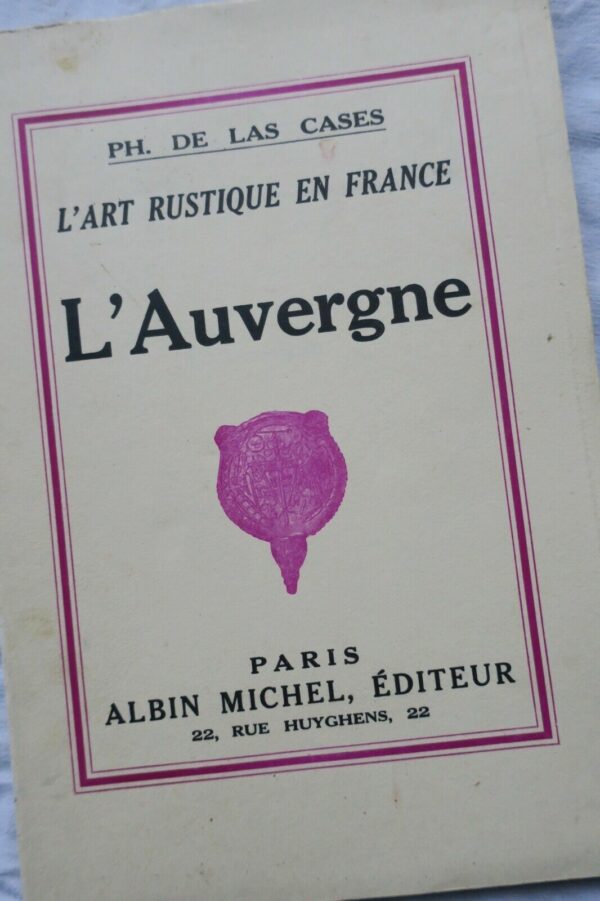 PH. DE LAS CASES
L'ART RUSTIQUE EN FRANCE
L'Auvergne
PARIS
ALBIN MICHEL, ÉDITEUR
22, RUE HUYGHENS, 22